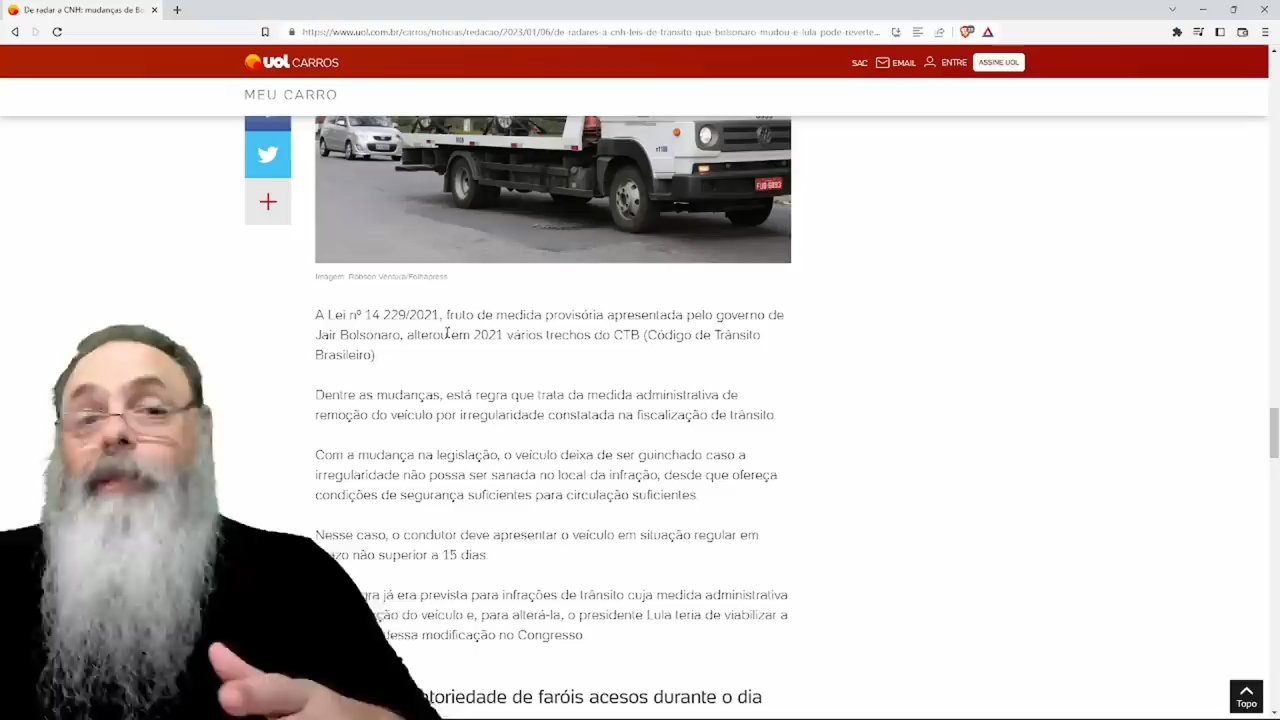 De radar a CNH: mudanças de Bo
https://www.uol.com.br/carros/noticias/redacao/2023/01/06/de-radares-a-cnh-leis-de-transito-que-bolsonaro-mudou-e-lula-pode-reverte...
UOL CARROS
SAC EMAIL ENTRE ASSINE UOL
MEU CARRO
Imagem: Robson Ventura/Folhapress
A Lei nº 14 229/2021, fruto de medida provisória apresentada pelo governo de
Jair Bolsonaro, alterou em 2021 vários trechos do CTB (Código de Trânsito
Brasileiro)
Dentre as mudanças, está regra que trata da medida administrativa de
remoção do veículo por irregularidade constatada na fiscalização de trânsito.
Com a mudança na legislação, o veículo deixa de ser guinchado caso a
irregularidade não possa ser sanada no local da infração, desde que ofereça
condições de segurança suficientes para circulação suficientes.
Nesse caso, o condutor deve apresentar o veículo em situação regular em
não superior a 15 dias.
já era prevista para infrações de trânsito cuja medida administrativa
do veículo e, para alterá-la, o presidente Lula teria de viabilizar a
dessa modificação no Congresso
de faróis acesos durante o dia
Topo